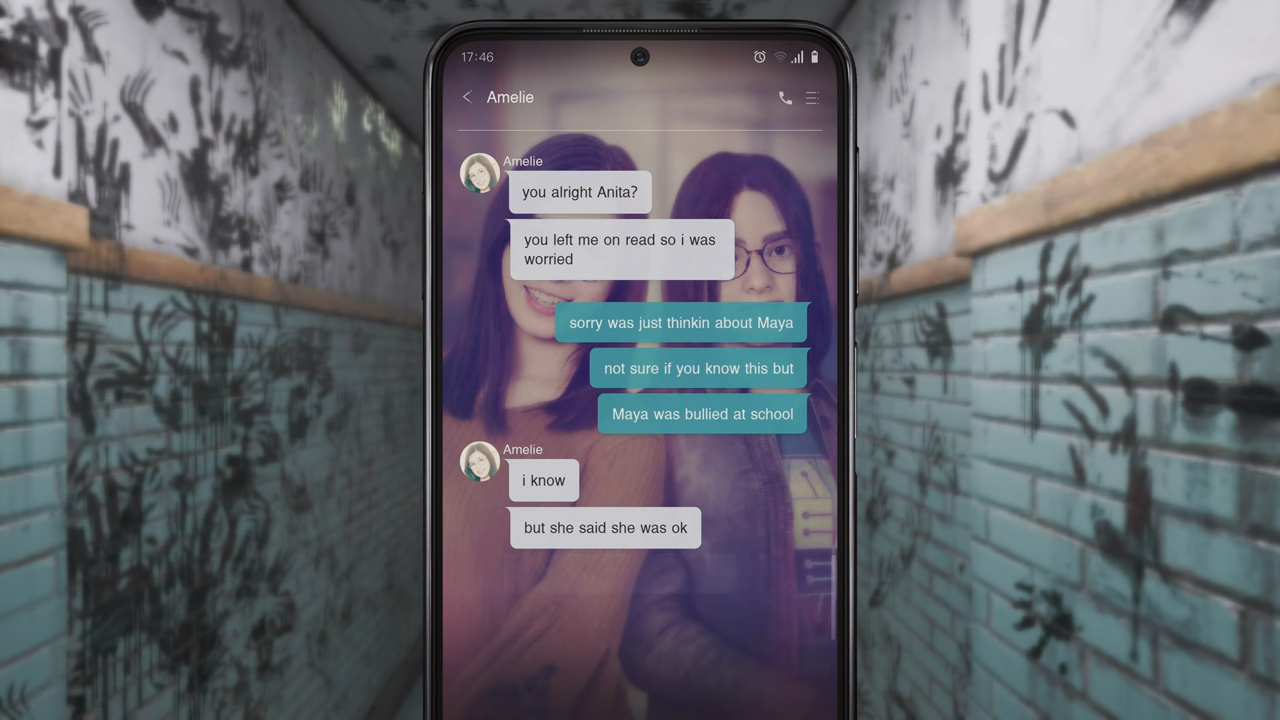 17:46
Amelie
Amelie
you alright Anita?
you left me on read so i was
worried
sorry was just thinkin about Maya
not sure if you know this but
Maya was bullied at school
Amelie
i know
but she said she was ok